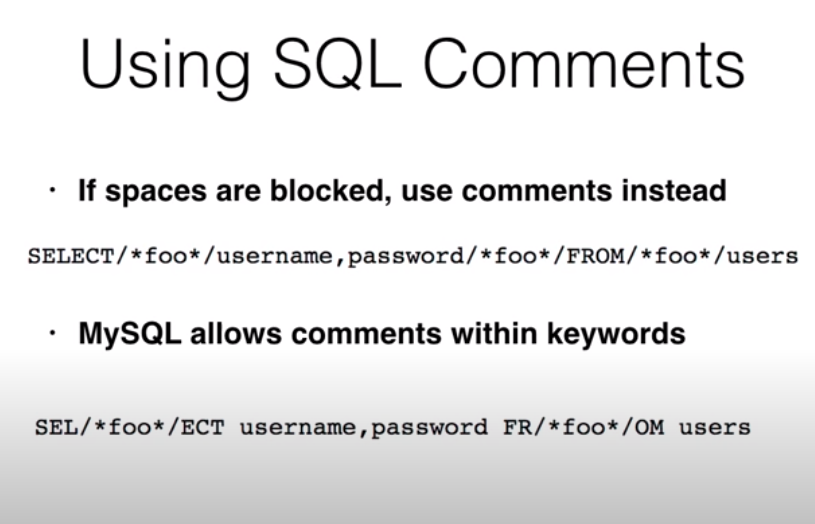 Using SQL Comments
· If spaces are blocked, use comments instead
SELECT/*foo*/username,password/*foo*/FROM/*foo*/users
· MySQL allows comments within keywords
SEL/*foo*/ECT username,password FR/*foo*/OM users